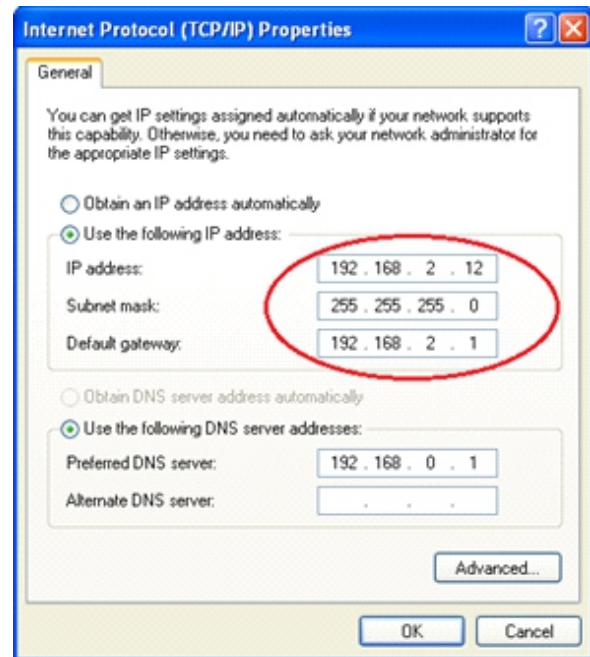 Internet Protocol (TCP/IP) Properties
General
You can get IP settings assigned automatically if your network supports
this capability. Otherwise, you need to ask your network administrator for
the appropriate IP settings.
Obtain an IP address automatically
Use the following IP address:
IP address: 192 . 168 . 2 . 12
Subnet mask: 255 . 255 . 255 . 0
Default gateway: 192 . 168 . 2 . 1
Obtain DNS server address automatically
Use the following DNS server addresses:
Preferred DNS server: 192 . 168 . 0 . 1
Alternate DNS server: . . .
Advanced...
OK Cancel